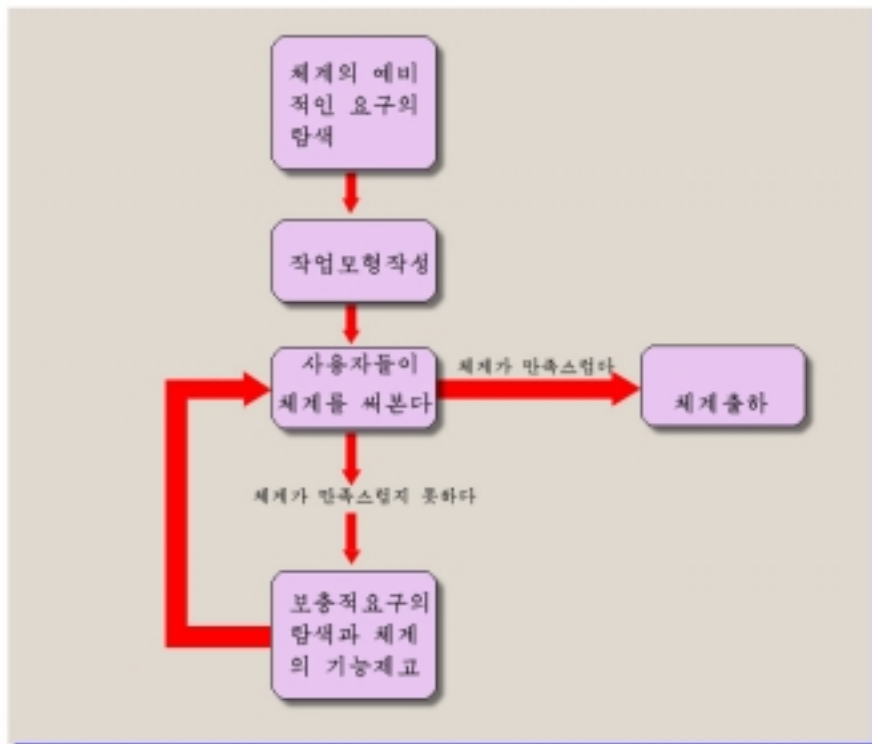 체계의 예비
적인 요구의
탐색
작업모형작성
사용자들이
체계를 써본다
체계가 만족스럽다
체계출하
체계가 만족스럽지 못하다
보충적요구의
탐색과 체계
의 기능제고